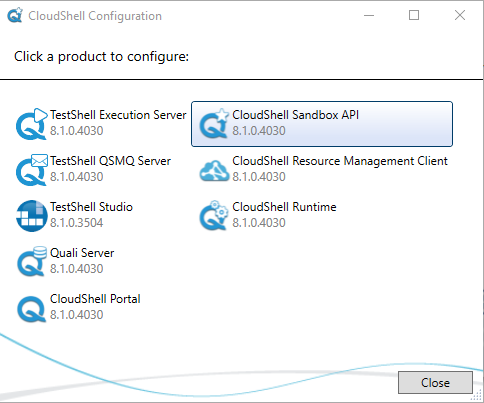 CloudShell Configuration
Click a product to configure:
TestShell Execution Server
8.1.0.4030
TestShell QSMQ Server
8.1.0.4030
TestShell Studio
8.1.0.3504
Quali Server
8.1.0.4030
CloudShell Portal
8.1.0.4030
CloudShell Sandbox API
8.1.0.4030
CloudShell Resource Management Client
8.1.0.4030
CloudShell Runtime
8.1.0.4030
Close